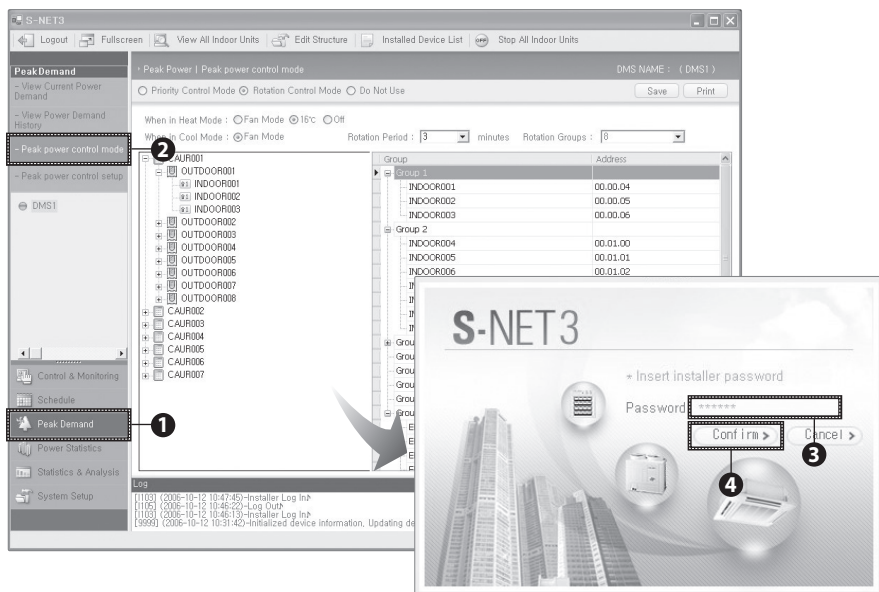 S-NET3
Logout Fullscreen View All Indoor Units Edit Structure Installed Device List OFF Stop All Indoor Units
PeakDemand
- View Current Power Demand
- View Power Demand History
- Peak power control mode
- Peak power control setup
DMS1
Control & Monitoring
Schedule
Peak Demand
Power Statistics
Statistics & Analysis
System Setup
1
2
Peak Power | Peak power control mode DMS NAME : ( DMS1 )
Priority Control Mode Rotation Control Mode Do Not Use Save Print
When in Heat Mode : Fan Mode 16℃ Off
When in Cool Mode : Fan Mode Rotation Period : 3 minutes Rotation Groups : 8
CAUR001
OUTDOOR001
INDOOR001
INDOOR002
INDOOR003
OUTDOOR002
OUTDOOR003
OUTDOOR004
OUTDOOR005
OUTDOOR006
OUTDOOR007
OUTDOOR008
CAUR002
CAUR003
CAUR004
CAUR005
CAUR006
CAUR007
Group Address
Group 1
INDOOR001 00.00.04
INDOOR002 00.00.05
INDOOR003 00.00.06
Group 2
INDOOR004 00.01.00
INDOOR005 00.01.01
INDOOR006 00.01.02
Grou
Grou
Grou
Grou
Grou
Grou
Log
[1103] (2006-10-12 10:47:45)-Installer Log In
[1105] (2006-10-12 10:46:22)-Log Out
[1103] (2006-10-12 10:46:13)-Installer Log In
[9999] (2006-10-12 10:31:42)-Initialized device information, Updating de
S-NET3
* Insert installer password
Password ******
Confirm Cancel
3
4